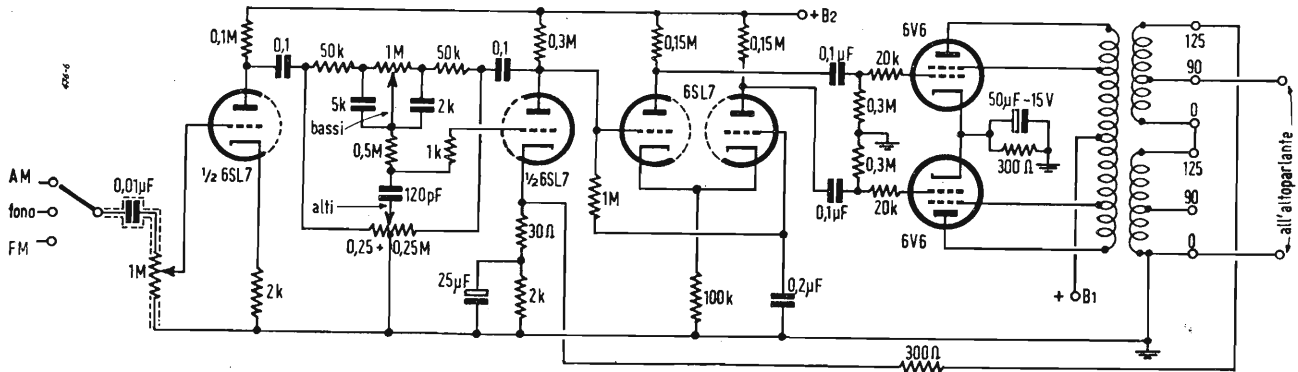 +B2
0,1M
0,1
50k
1M
50k
0,1
0,3M
0,15M
0,15M
6V6
125
90
0
125
90
0
all'altoparlante
5k
bassi
2k
0,5M
1k
120pF
alti
0,25 + 0,25M
½ 6SL7
½ 6SL7
6SL7
0,1µF
20k
0,3M
0,3M
0,1µF
20k
50µF -15V
300 Ω
6V6
AM
fono
FM
0,01µF
1M
2k
30Ω
25µF
2k
1M
100k
0,2µF
+ B1
300Ω